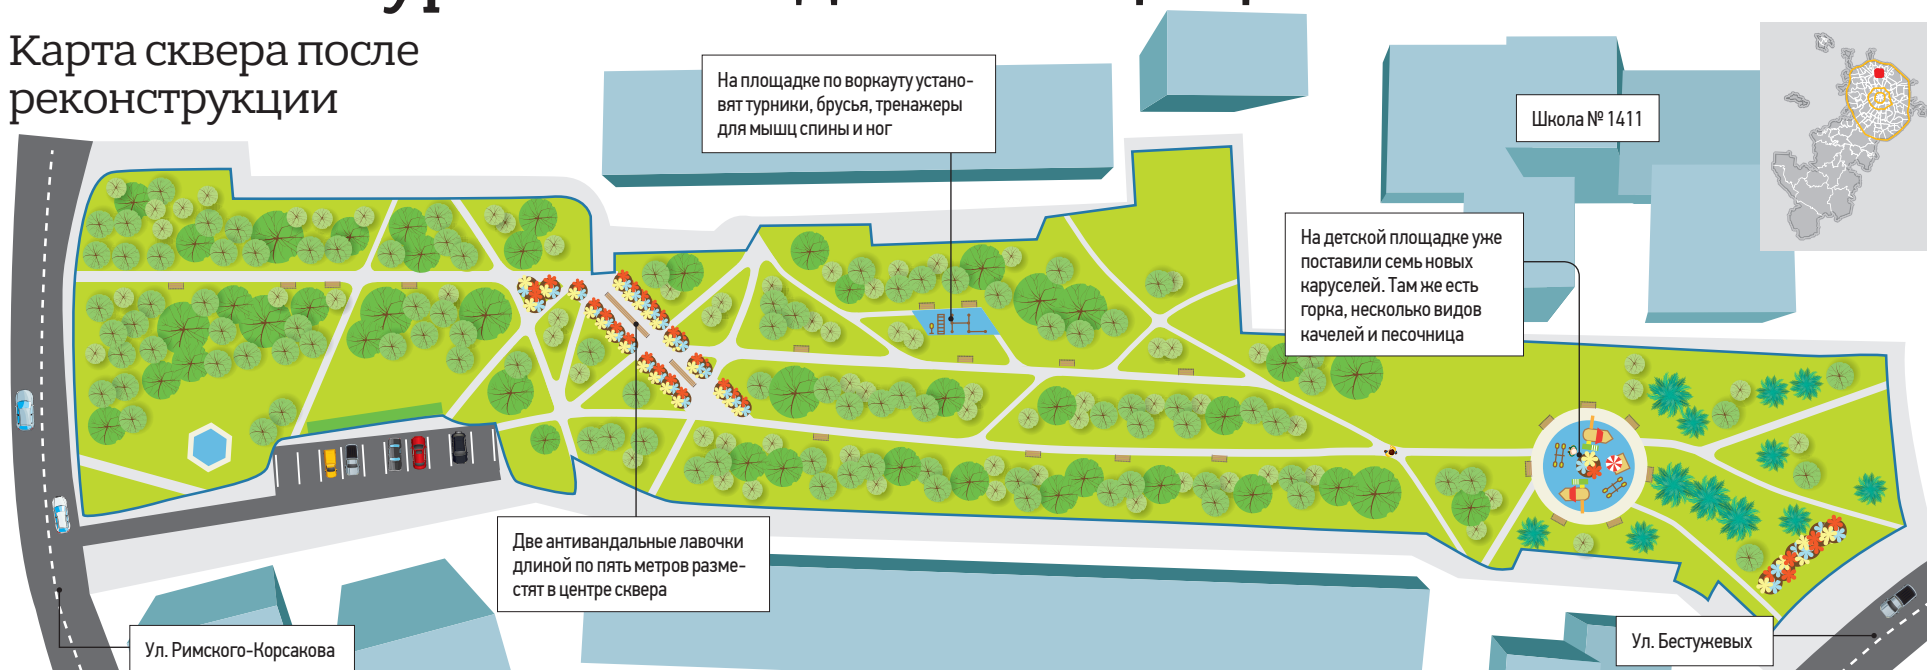 Карта сквера после
реконструкции
На площадке по воркауту устано-
вят турники, брусья, тренажеры
для мышц спины и ног
Школа № 1411
На детской площадке уже
поставили семь новых
каруселей. Там же есть
горка, несколько видов
качелей и песочница
Две антивандальные лавочки
длиной по пять метров разме-
стят в центре сквера
Ул. Римского-Корсакова
Ул. Бестужевых